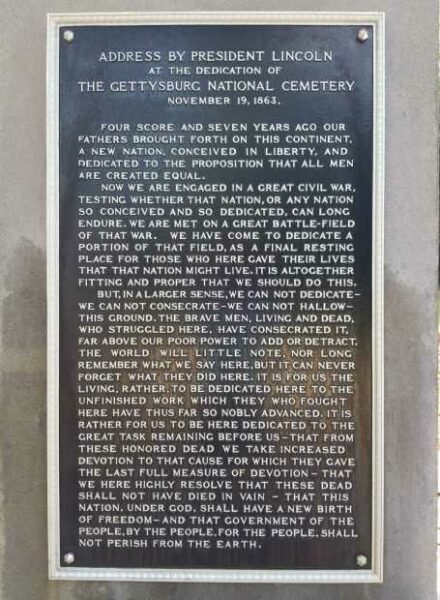 ADDRESS BY PRESIDENT LINCOLN
AT THE DEDICATION OF
THE GETTYSBURG NATIONAL CEMETERY
NOVEMBER 19, 1863.
FOUR SCORE AND SEVEN YEARS AGO OUR
FATHERS BROUGHT FORTH ON THIS CONTINENT,
A NEW NATION, CONCEIVED IN LIBERTY, AND
DEDICATED TO THE PROPOSITION THAT ALL MEN
ARE CREATED EQUAL.
NOW WE ARE ENGAGED IN A GREAT CIVIL WAR,
TESTING WHETHER THAT NATION, OR ANY NATION
SO CONCEIVED AND SO DEDICATED, CAN LONG
ENDURE. WE ARE MET ON A GREAT BATTLE-FIELD
OF THAT WAR. WE HAVE COME TO DEDICATE A
PORTION OF THAT FIELD, AS A FINAL RESTING
PLACE FOR THOSE WHO HERE GAVE THEIR LIVES
THAT THAT NATION MIGHT LIVE. IT IS ALTOGETHER
FITTING AND PROPER THAT WE SHOULD DO THIS.
BUT, IN A LARGER SENSE, WE CAN NOT DEDICATE—
WE CAN NOT CONSECRATE—WE CAN NOT HALLOW—
THIS GROUND. THE BRAVE MEN, LIVING AND DEAD,
WHO STRUGGLED HERE, HAVE CONSECRATED IT,
FAR ABOVE OUR POOR POWER TO ADD OR DETRACT.
THE WORLD WILL LITTLE NOTE, NOR LONG
REMEMBER WHAT WE SAY HERE, BUT IT CAN NEVER
FORGET WHAT THEY DID HERE. IT IS FOR US THE
LIVING, RATHER, TO BE DEDICATED HERE TO THE
UNFINISHED WORK WHICH THEY WHO FOUGHT
HERE HAVE THUS FAR SO NOBLY ADVANCED. IT IS
RATHER FOR US TO BE HERE DEDICATED TO THE
GREAT TASK REMAINING BEFORE US — THAT FROM
THESE HONORED DEAD WE TAKE INCREASED
DEVOTION TO THAT CAUSE FOR WHICH THEY GAVE
THE LAST FULL MEASURE OF DEVOTION — THAT
WE HERE HIGHLY RESOLVE THAT THESE DEAD
SHALL NOT HAVE DIED IN VAIN — THAT THIS
NATION, UNDER GOD, SHALL HAVE A NEW BIRTH
OF FREEDOM — AND THAT GOVERNMENT OF THE
PEOPLE, BY THE PEOPLE, FOR THE PEOPLE, SHALL
NOT PERISH FROM THE EARTH.